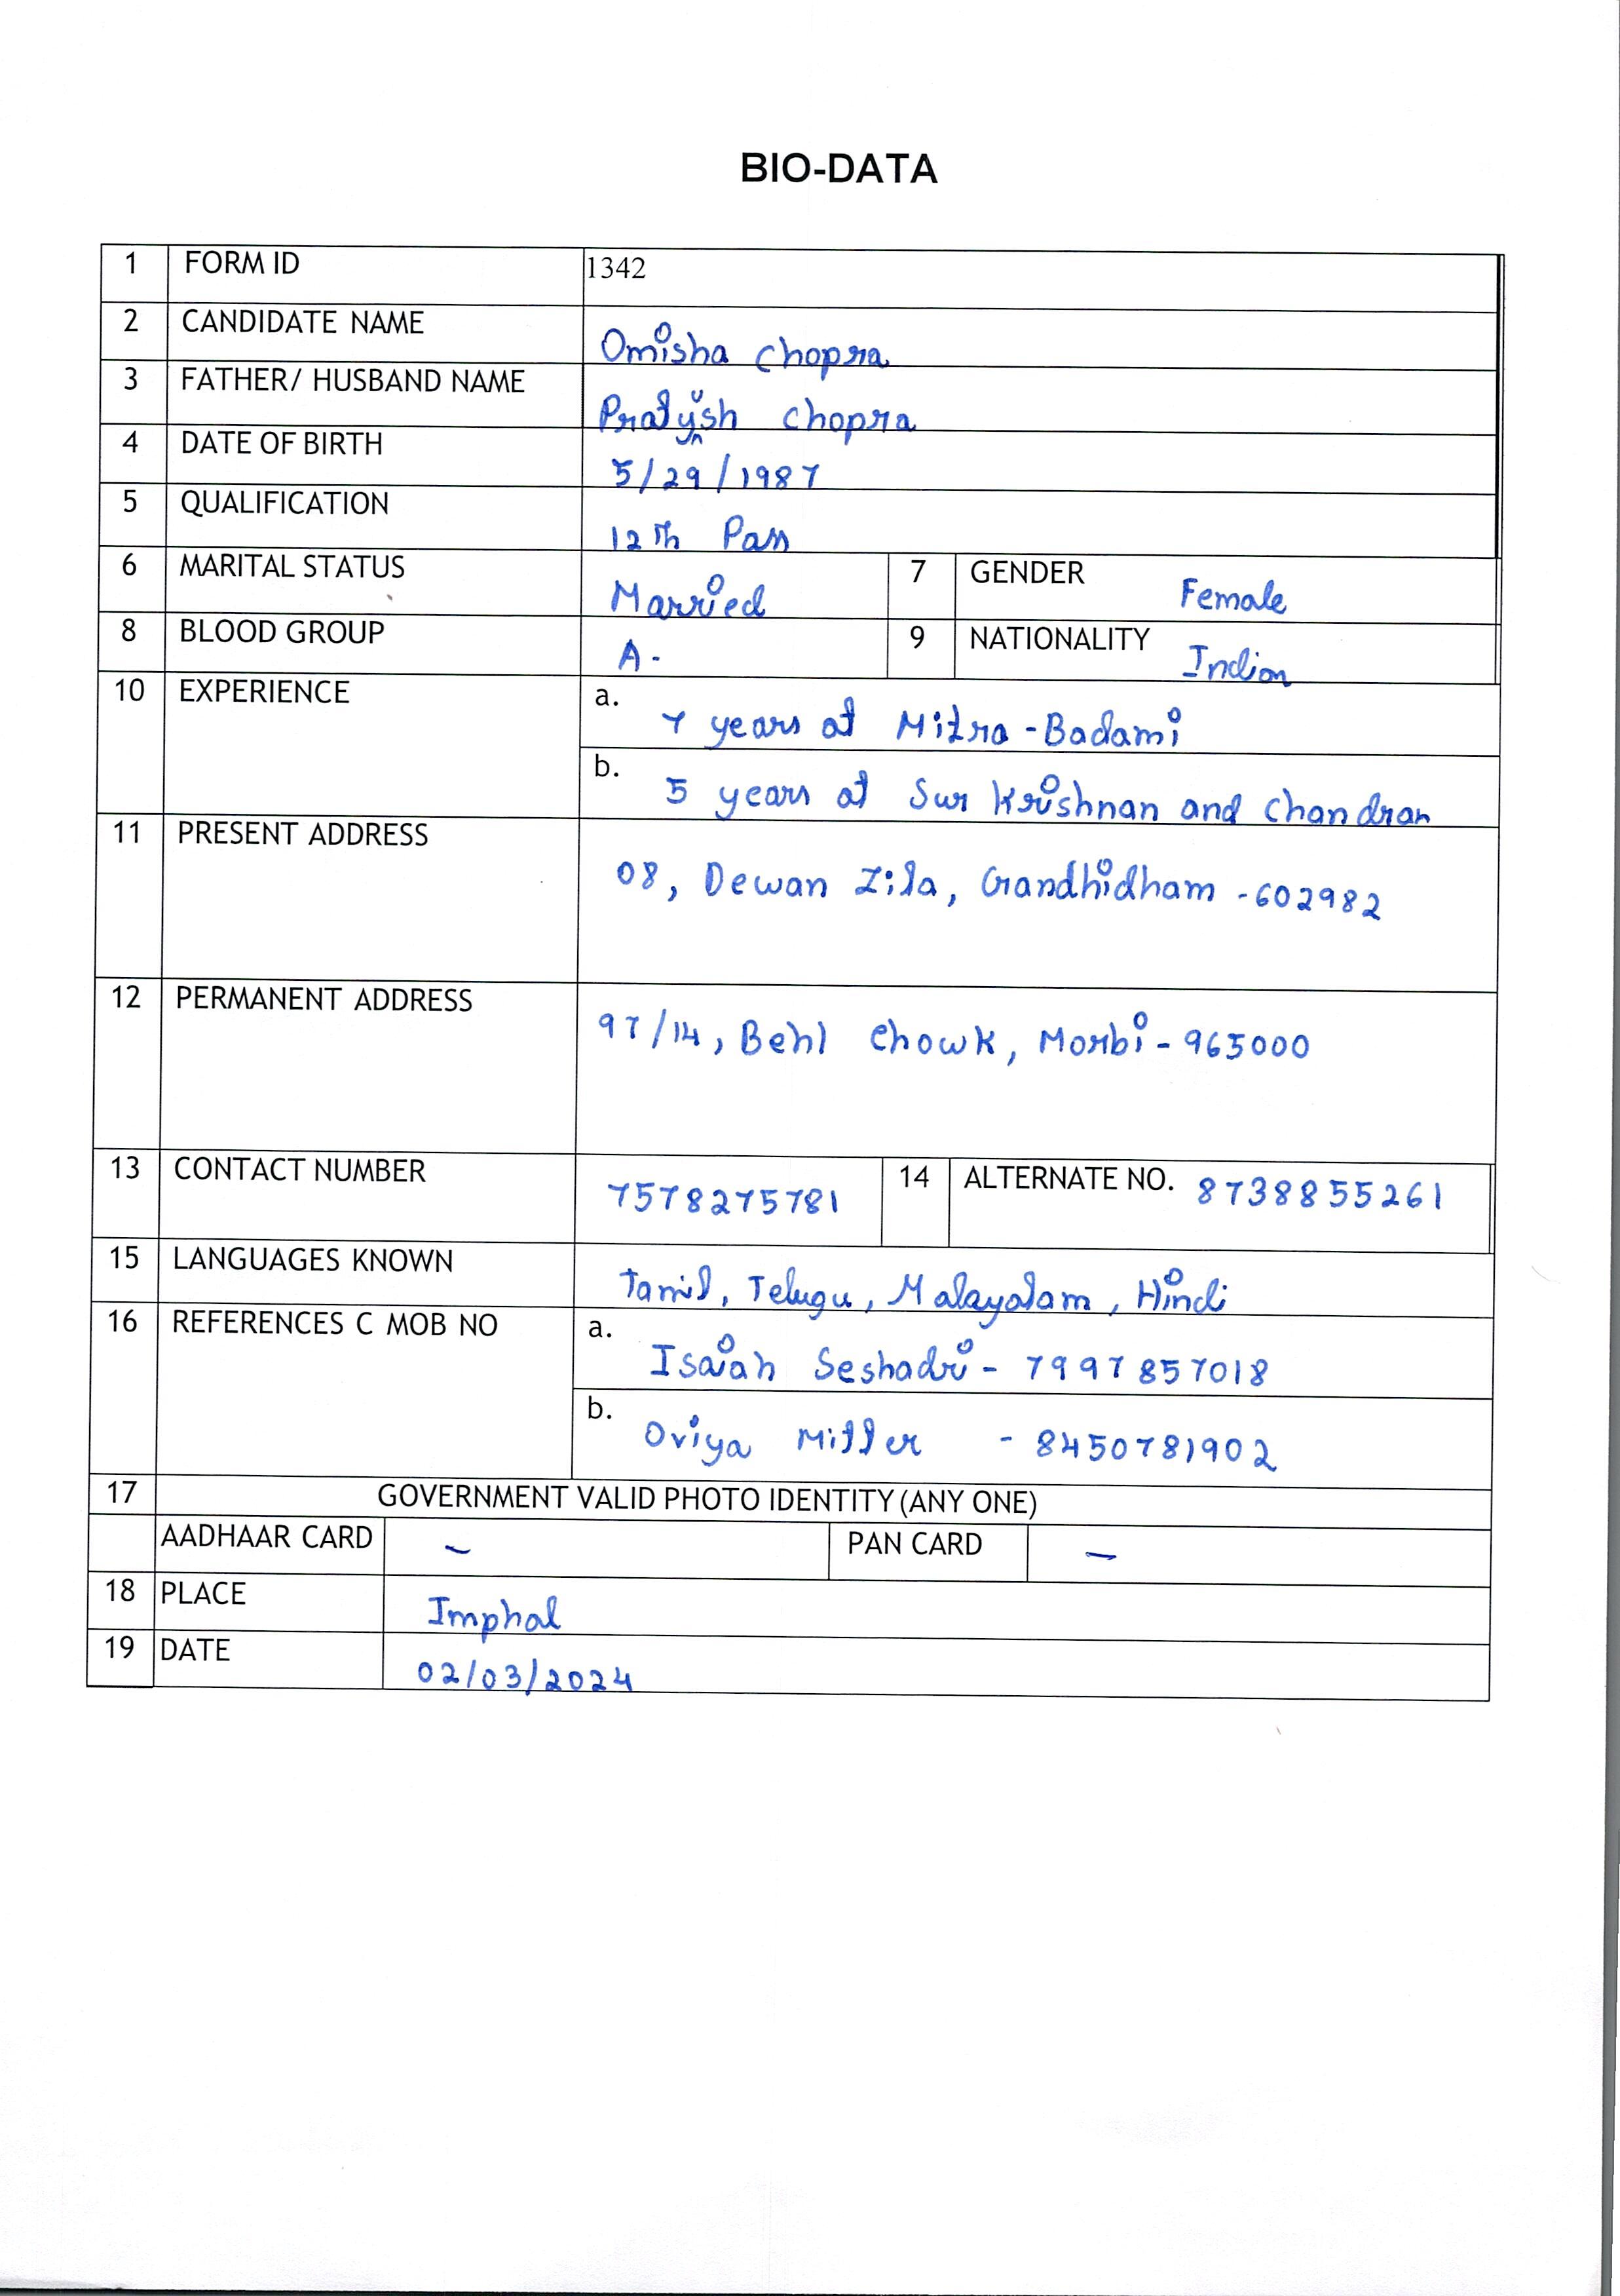 BIO-DATA
1 FORM ID 1342
2 CANDIDATE NAME Omisha Chopra
3 FATHER/ HUSBAND NAME Pratyush Chopra
4 DATE OF BIRTH 5/29/1987
5 QUALIFICATION 12th Pass
6 MARITAL STATUS Married 7 GENDER Female
8 BLOOD GROUP A- 9 NATIONALITY Indian
10 EXPERIENCE a. 7 years at Mitra-Badami
b. 5 years at Sur Krishnan and Chandran
11 PRESENT ADDRESS 08, Dewan Zila, Gandhidham -602982
12 PERMANENT ADDRESS 97/14, Behl Chowk, Morbi-965000
13 CONTACT NUMBER 7578275781 14 ALTERNATE NO. 8738855261
15 LANGUAGES KNOWN Tamil, Telugu, Malayalam, Hindi
16 REFERENCES C MOB NO a. Isaiah Seshadri - 7997857018
b. Oviya Miller - 8450781902
17 GOVERNMENT VALID PHOTO IDENTITY (ANY ONE)
AADHAAR CARD - PAN CARD -
18 PLACE Imphal
19 DATE 02/03/2024